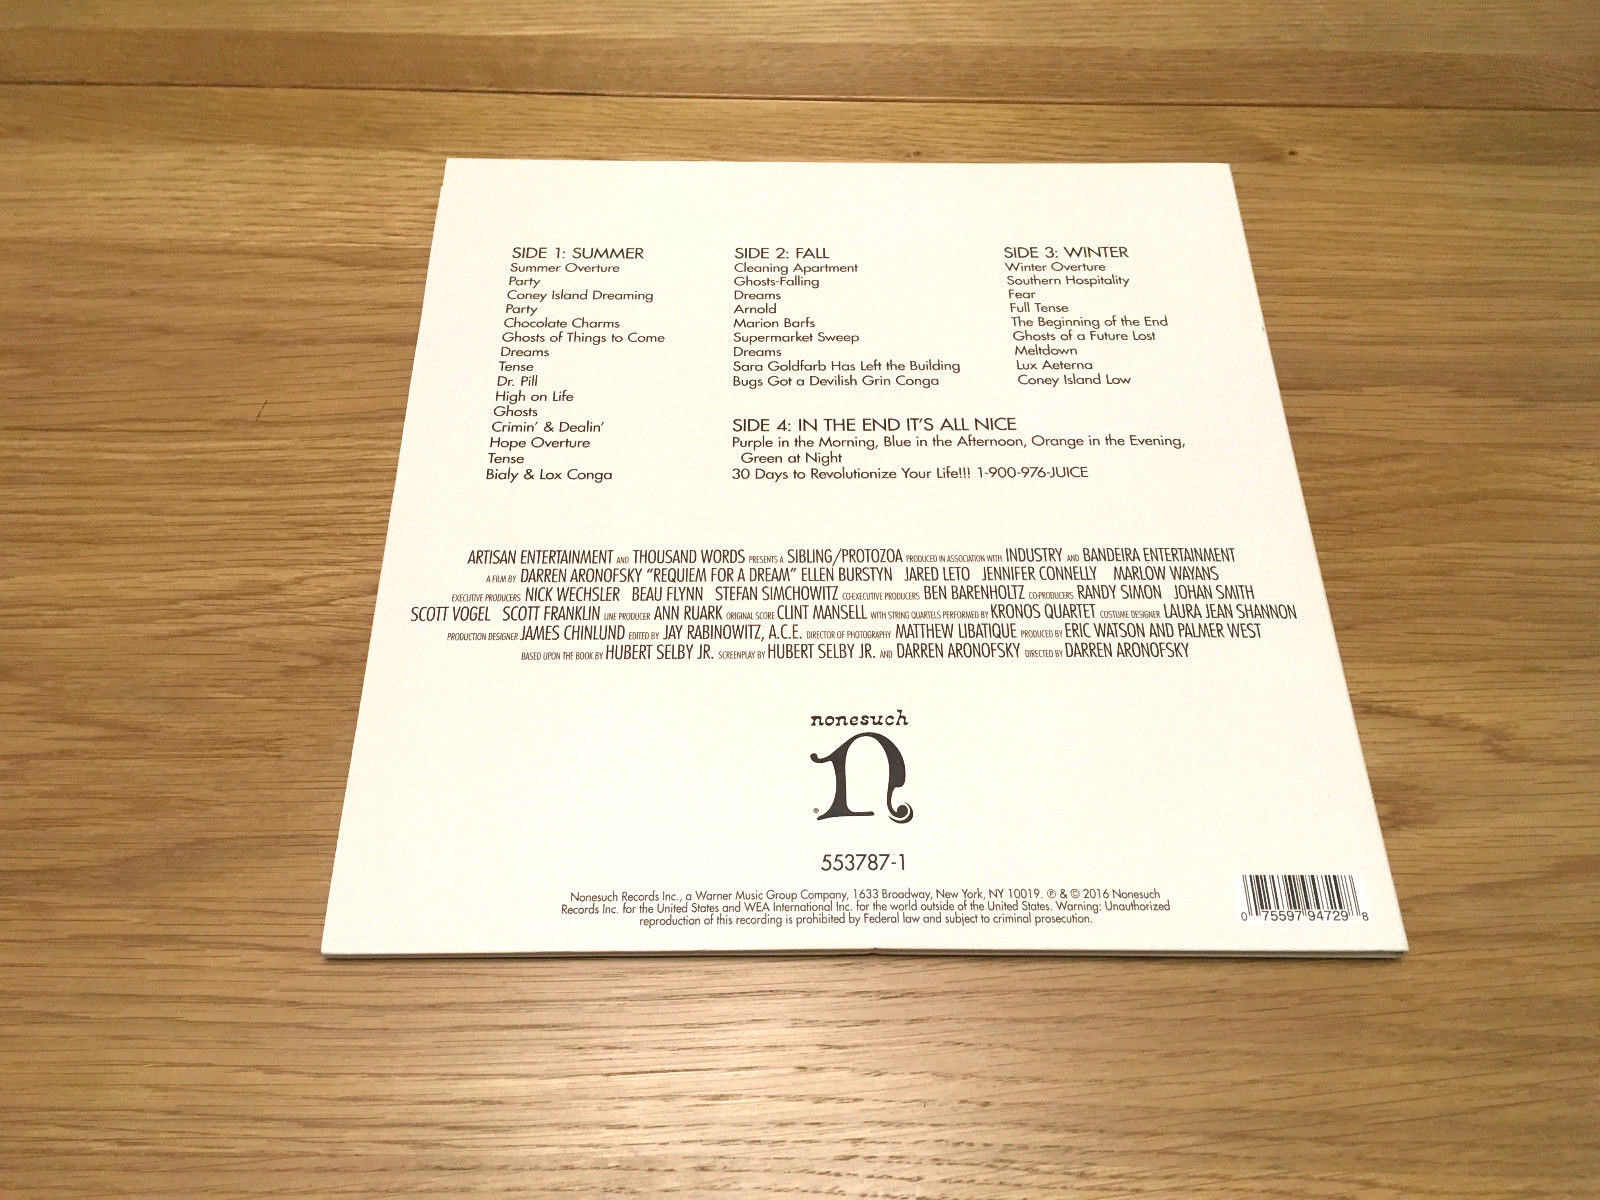 SIDE 1: SUMMER
Summer Overture
Party
Coney Island Dreaming
Party
Chocolate Charms
Ghosts of Things to Come
Dreams
Tense
Dr. Pill
High on Life
Ghosts
Crimin' & Dealin'
Hope Overture
Tense
Bialy & Lox Conga
SIDE 2: FALL
Cleaning Apartment
Ghosts-Falling
Dreams
Arnold
Marion Barfs
Supermarket Sweep
Dreams
Sara Goldfarb Has Left the Building
Bugs Got a Devilish Grin Conga
SIDE 3: WINTER
Winter Overture
Southern Hospitality
Fear
Full Tense
The Beginning of the End
Ghosts of a Future Lost
Meltdown
Lux Aeterna
Coney Island Low
SIDE 4: IN THE END IT'S ALL NICE
Purple in the Morning, Blue in the Afternoon, Orange in the Evening,
Green at Night
30 Days to Revolutionize Your Life!!! 1-900-976-JUICE
ARTISAN ENTERTAINMENT AND THOUSAND WORDS PRESENTS A SIBLING/PROTOZOA PRODUCED IN ASSOCIATION WITH INDUSTRY AND BANDEIRA ENTERTAINMENT
A FILM BY DARREN ARONOFSKY "REQUIEM FOR A DREAM" ELLEN BURSTYN JARED LETO JENNIFER CONNELLY MARLOW WAYANS
EXECUTIVE PRODUCERS NICK WECHSLER BEAU FLYNN STEFAN SIMCHOWITZ CO-EXECUTIVE PRODUCERS BEN BARENHOLTZ CO-PRODUCERS RANDY SIMON JOHAN SMITH
SCOTT VOGEL SCOTT FRANKLIN LINE PRODUCER ANN RUARK ORIGINAL SCORE CLINT MANSELL WITH STRING QUARTETS PERFORMED BY KRONOS QUARTET COSTUME DESIGNER LAURA JEAN SHANNON
PRODUCTION DESIGNER JAMES CHINLUND EDITED BY JAY RABINOWITZ, A.C.E. DIRECTOR OF PHOTOGRAPHY MATTHEW LIBATIQUE PRODUCED BY ERIC WATSON AND PALMER WEST
BASED UPON THE BOOK BY HUBERT SELBY JR. SCREENPLAY BY HUBERT SELBY JR. AND DARREN ARONOFSKY DIRECTED BY DARREN ARONOFSKY
nonesuch
n
®
553787-1
Nonesuch Records Inc., a Warner Music Group Company, 1633 Broadway, New York, NY 10019. ℗ & © 2016 Nonesuch
Records Inc. for the United States and WEA International Inc. for the world outside of the United States. Warning: Unauthorized
reproduction of this recording is prohibited by Federal law and subject to criminal prosecution.
0 75597 94729 8